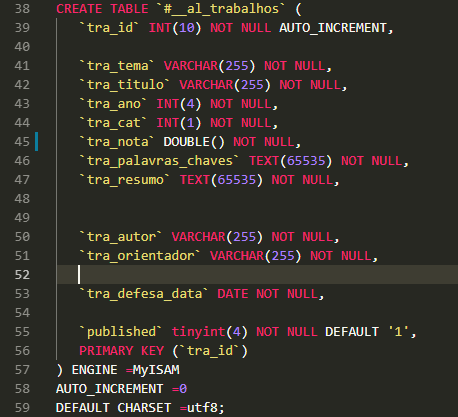 38 CREATE TABLE `#__al_trabalhos` (
39 `tra_id` INT(10) NOT NULL AUTO_INCREMENT,
40
41 `tra_tema` VARCHAR(255) NOT NULL,
42 `tra_titulo` VARCHAR(255) NOT NULL,
43 `tra_ano` INT(4) NOT NULL,
44 `tra_cat` INT(1) NOT NULL,
45 `tra_nota` DOUBLE() NOT NULL,
46 `tra_palavras_chaves` TEXT(65535) NOT NULL,
47 `tra_resumo` TEXT(65535) NOT NULL,
48
49
50 `tra_autor` VARCHAR(255) NOT NULL,
51 `tra_orientador` VARCHAR(255) NOT NULL,
52
53 `tra_defesa_data` DATE NOT NULL,
54
55 `published` tinyint(4) NOT NULL DEFAULT '1',
56 PRIMARY KEY (`tra_id`)
57 ) ENGINE =MyISAM
58 AUTO_INCREMENT =0
59 DEFAULT CHARSET =utf8;